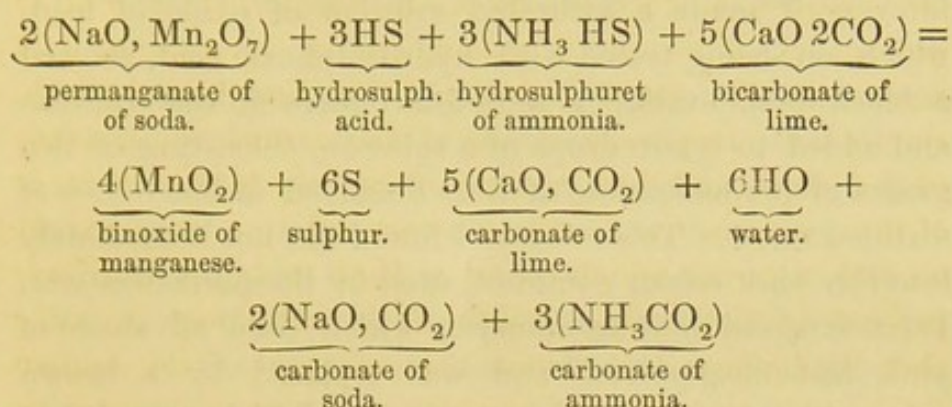 2(NaO, Mn₂O₇) + 3HS + 3(NH₃ HS) + 5(CaO 2CO₂) =
permanganate of hydrosulph. hydrosulphuret bicarbonate of
of soda. acid. of ammonia. lime.
4(MnO₂) + 6S + 5(CaO, CO₂) + 6HO +
binoxide of sulphur. carbonate of water.
manganese. lime.
2(NaO, CO₂) + 3(NH₃CO₂)
carbonate of carbonate of
soda. ammonia.